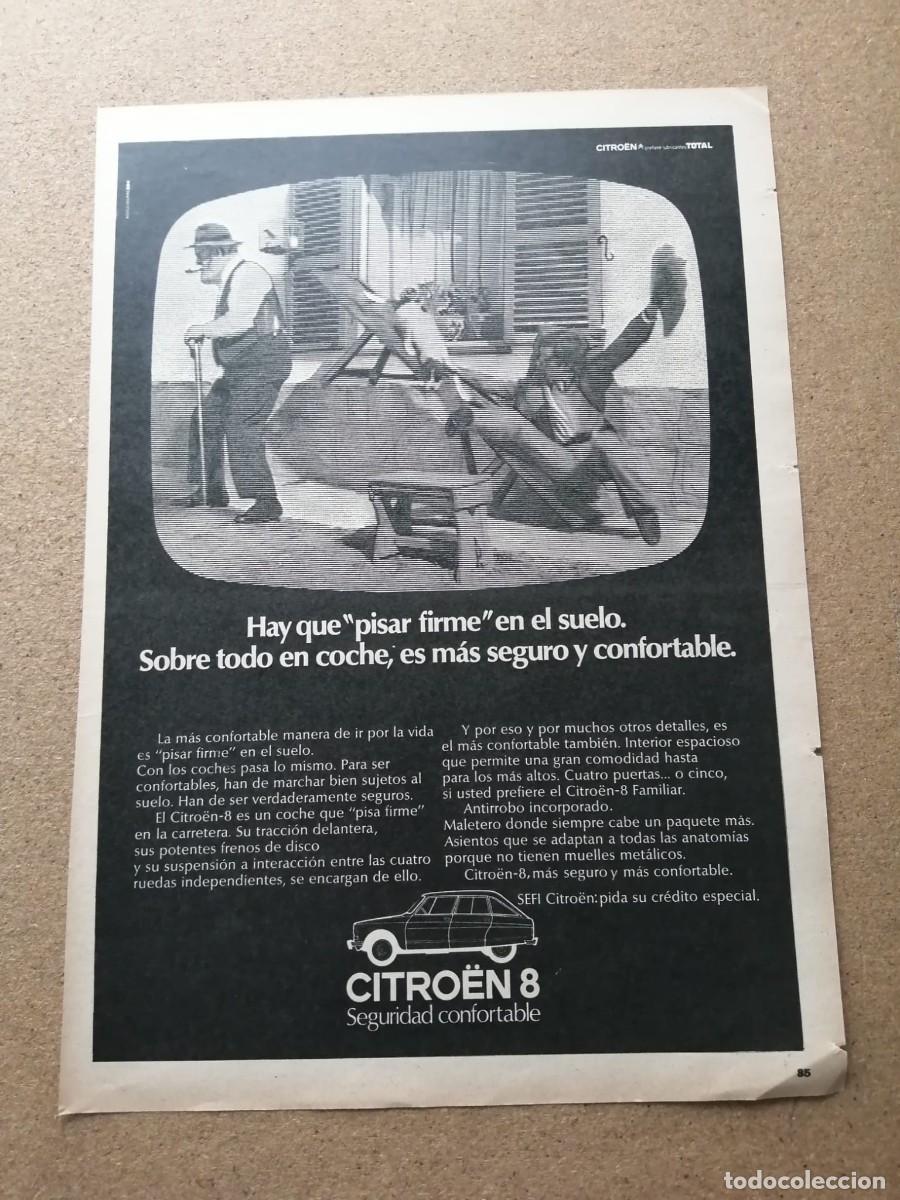 CITROËN prefiere lubricantes TOTAL
Hay que "pisar firme" en el suelo.
Sobre todo en coche, es más seguro y confortable.
La más confortable manera de ir por la vida
es "pisar firme" en el suelo.
Con los coches pasa lo mismo. Para ser
confortables, han de marchar bien sujetos al
suelo. Han de ser verdaderamente seguros.
El Citroën-8 es un coche que "pisa firme"
en la carretera. Su tracción delantera,
sus potentes frenos de disco
y su suspensión a interacción entre las cuatro
ruedas independientes, se encargan de ello.
Y por eso y por muchos otros detalles, es
el más confortable también. Interior espacioso
que permite una gran comodidad hasta
para los más altos. Cuatro puertas... o cinco,
si usted prefiere el Citroën-8 Familiar.
Antirrobo incorporado.
Maletero donde siempre cabe un paquete más.
Asientos que se adaptan a todas las anatomías
porque no tienen muelles metálicos.
Citroën-8, más seguro y más confortable.
SEFI Citroën: pida su crédito especial.
CITROËN 8
Seguridad confortable
85
todocoleccion